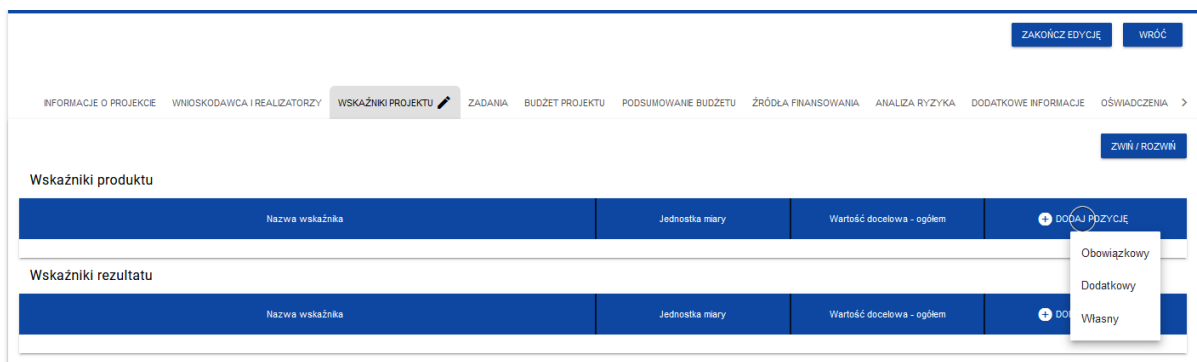 ZAKOŃCZ EDYCJĘ WRÓĆ
INFORMACJE O PROJEKCIE WNIOSKODAWCA I REALIZATORZY WSKAŹNIKI PROJEKTU ZADANIA BUDŻET PROJEKTU PODSUMOWANIE BUDŻETU ŹRÓDŁA FINANSOWANIA ANALIZA RYZYKA DODATKOWE INFORMACJE OŚWIADCZENIA
ZWIŃ / ROZWIŃ
Wskaźniki produktu
Nazwa wskaźnika Jednostka miary Wartość docelowa - ogółem DODAJ POZYCJĘ
Obowiązkowy
Wskaźniki rezultatu
Dodatkowy
Nazwa wskaźnika Jednostka miary Wartość docelowa - ogółem
Własny